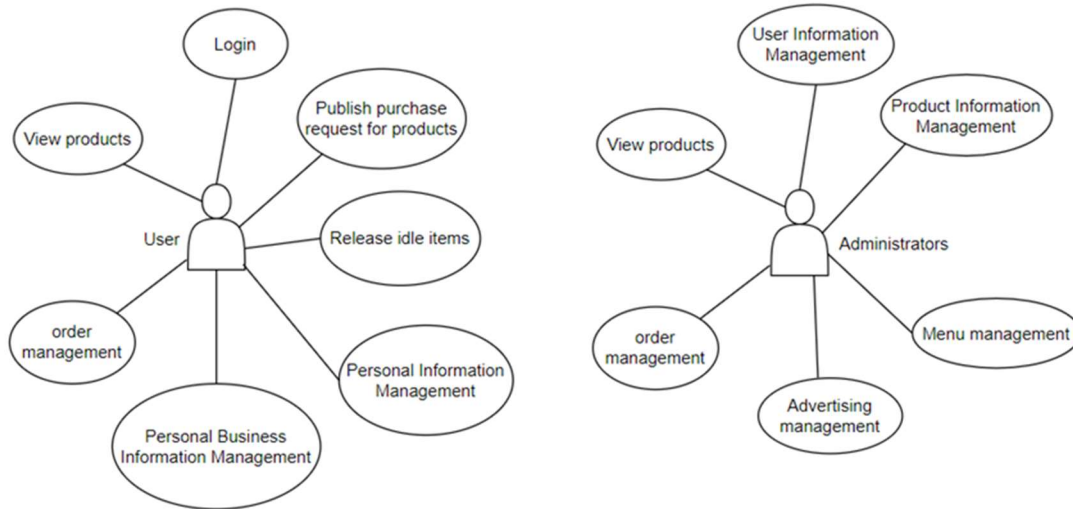 Login
Publish purchase
request for products
View products
User
Release idle items
order
management
Personal Information
Management
Personal Business
Information Management
User Information
Management
Product Information
Management
View products
Administrators
order
management
Menu management
Advertising
management